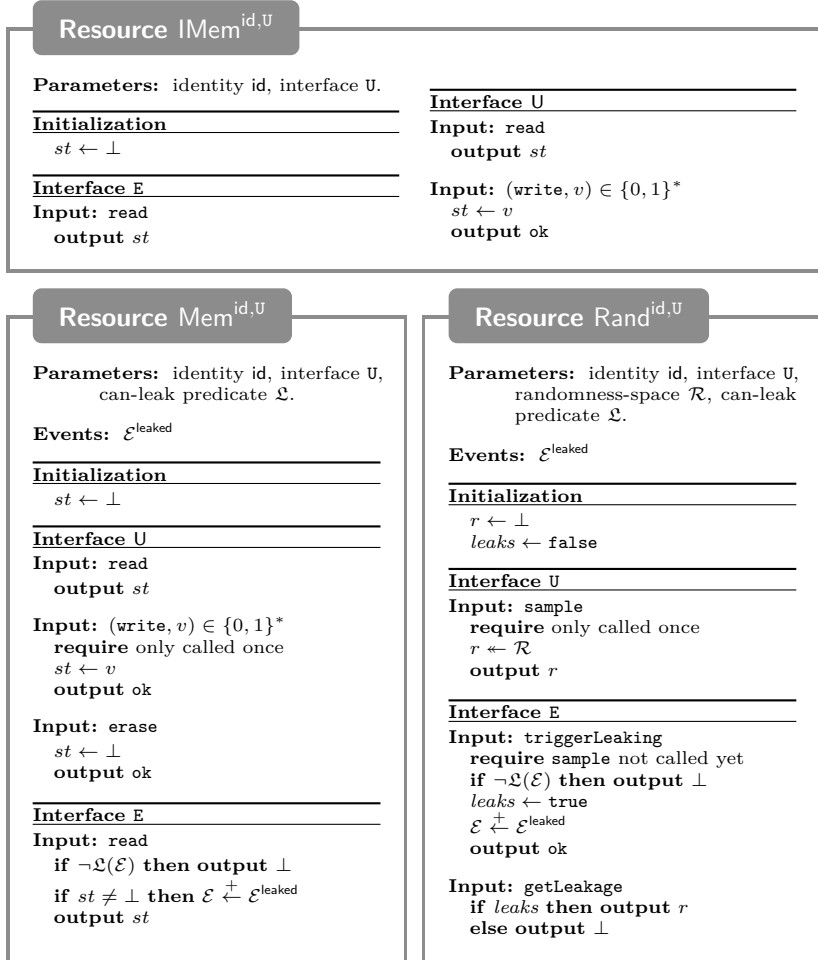 Resource IMem^{id,U}
Parameters: identity id, interface U.
Initialization
st ← ⊥
Interface E
Input: read
output st
Interface U
Input: read
output st
Input: (write, v) ∈ {0, 1}*
st ← v
output ok
Resource Mem^{id,U}
Parameters: identity id, interface U,
can-leak predicate 𝔏.
Events: ℰ^{leaked}
Initialization
st ← ⊥
Interface U
Input: read
output st
Input: (write, v) ∈ {0, 1}*
require only called once
st ← v
output ok
Input: erase
st ← ⊥
output ok
Interface E
Input: read
if ¬𝔏(ℰ) then output ⊥
if st ≠ ⊥ then ℰ ←+ ℰ^{leaked}
output st
Resource Rand^{id,U}
Parameters: identity id, interface U,
randomness-space ℛ, can-leak
predicate 𝔏.
Events: ℰ^{leaked}
Initialization
r ← ⊥
leaks ← false
Interface U
Input: sample
require only called once
r ↞ ℛ
output r
Interface E
Input: triggerLeaking
require sample not called yet
if ¬𝔏(ℰ) then output ⊥
leaks ← true
ℰ ←+ ℰ^{leaked}
output ok
Input: getLeakage
if leaks then output r
else output ⊥